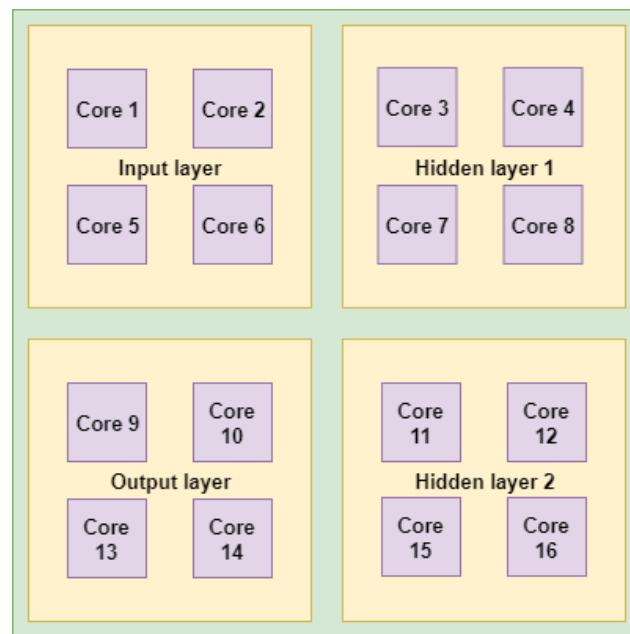 Core 1
Core 2
Input layer
Core 5
Core 6
Core 3
Core 4
Hidden layer 1
Core 7
Core 8
Core 9
Core
10
Output layer
Core
13
Core
14
Core
11
Core
12
Hidden layer 2
Core
15
Core
16